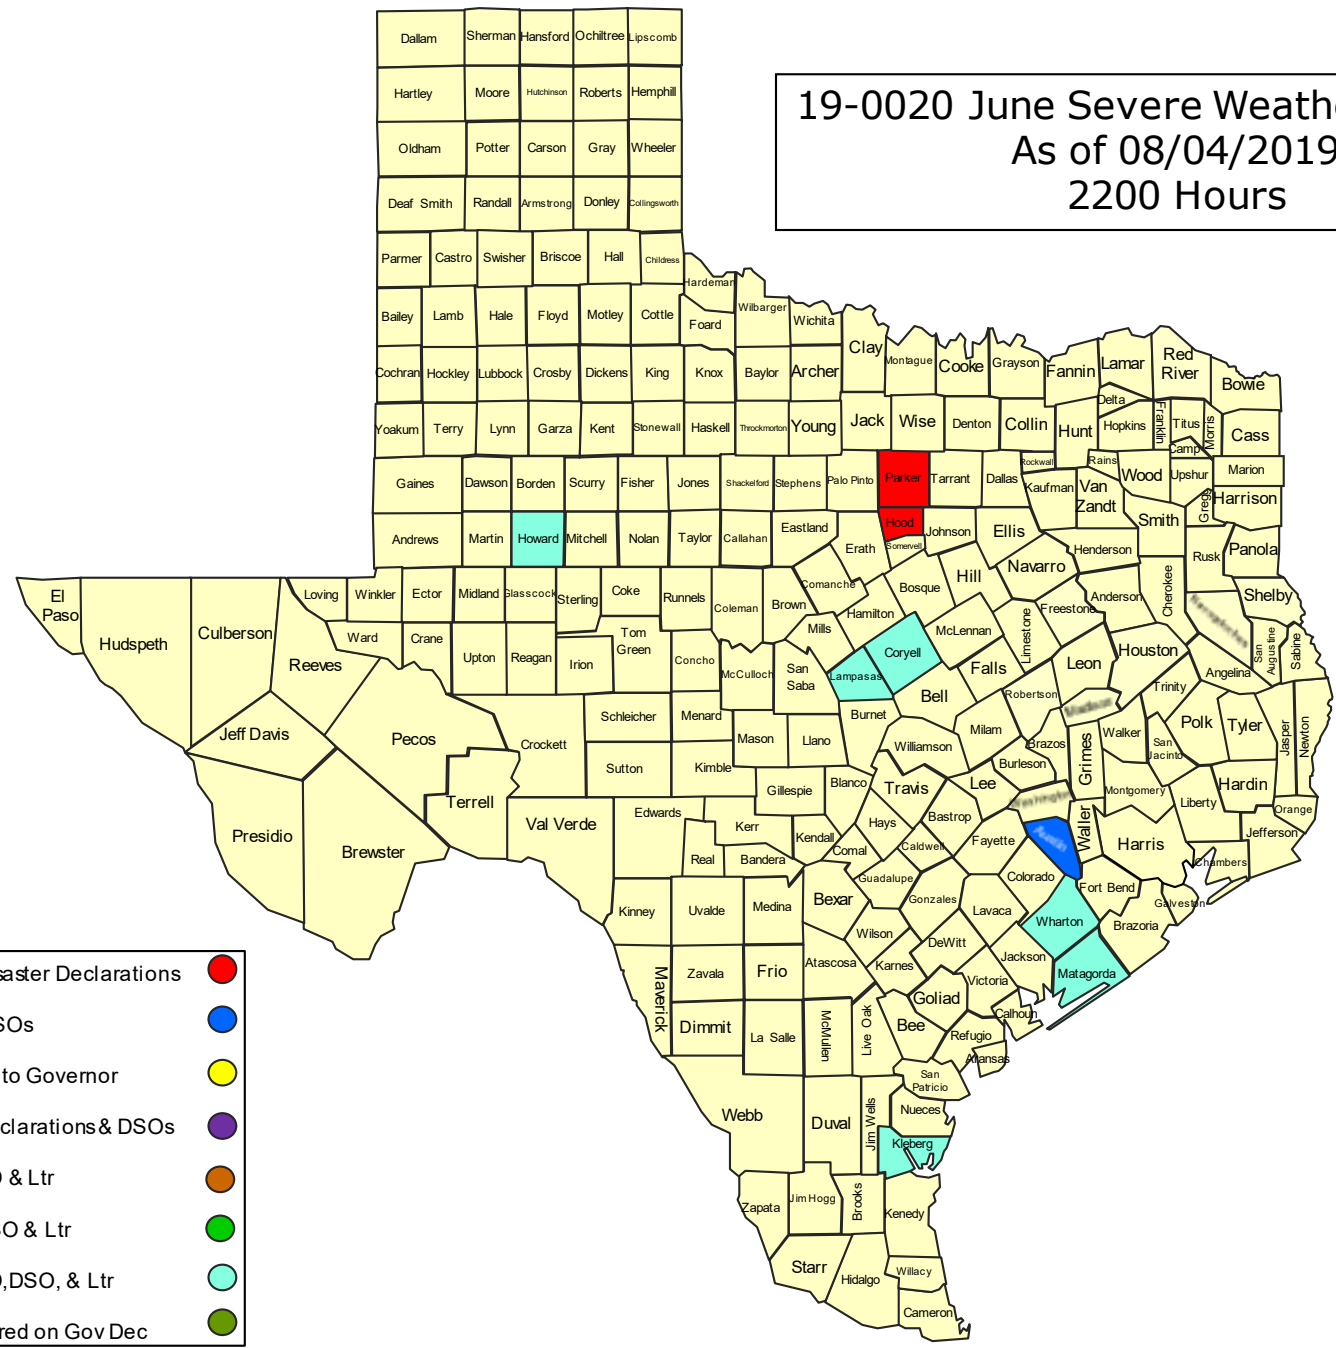 19-0020 June Severe Weath
As of 08/04/2019
2200 Hours
Dallam Sherman Hansford Ochiltree Lipscomb
Hartley Moore Hutchinson Roberts Hemphill
Oldham Potter Carson Gray Wheeler
Deaf Smith Randall Armstrong Donley Collingsworth
Parmer Castro Swisher Briscoe Hall Childress
Hardeman
Bailey Lamb Hale Floyd Motley Cottle Foard Wilbarger Wichita
Clay Montague Cooke Grayson Fannin Lamar Red
River
Bowie
Cochran Hockley Lubbock Crosby Dickens King Knox Baylor Archer
Delta
Yoakum Terry Lynn Garza Kent Stonewall Haskell Throckmorton Young Jack Wise Denton Collin Hunt Hopkins Franklin Titus Morris Cass
Camp
Gaines Dawson Borden Scurry Fisher Jones Shackelford Stephens Palo Pinto Parker Tarrant Dallas Rockwall Kaufman Rains Van
Zandt
Wood Upshur Marion
Gregg Harrison
Andrews Martin Howard Mitchell Nolan Taylor Callahan Eastland Erath Hood Somervell Johnson Ellis Henderson Smith Rusk Panola
El
Paso
Hudspeth Culberson Reeves Loving Winkler Ector Midland Glasscock Sterling Coke Runnels Coleman Brown Comanche Hamilton Bosque Hill Navarro Freestone Anderson Cherokee Shelby
Ward Crane Upton Reagan Irion Tom
Green
Concho McCulloch San
Saba
Mills Lampasas Coryell McLennan Falls Limestone Leon Houston Angelina San
Augustine
Sabine
Jeff Davis Pecos Crockett Schleicher Menard Mason Llano Burnet Bell Milam Robertson Madison Trinity Polk Tyler Jasper Newton
Terrell Sutton Kimble Gillespie Blanco Williamson Travis Lee Burleson Brazos Grimes Walker San
Jacinto
Montgomery Liberty Hardin Orange
Presidio Brewster Val Verde Edwards Kerr Kendall Hays Comal Caldwell Bastrop Fayette Washington Austin Waller Harris Jefferson
Real Bandera Guadalupe Gonzales Colorado Fort Bend Chambers
Kinney Uvalde Medina Bexar Wilson Lavaca Wharton Brazoria Galveston
Maverick Zavala Frio Atascosa Karnes DeWitt Jackson Victoria Matagorda
Dimmit La Salle McMullen Live Oak Bee Goliad Refugio Calhoun
Aransas
San
Patricio
Webb Duval Jim Wells Nueces
Kleberg
Zapata Jim Hogg Brooks Kenedy
Starr Hidalgo Willacy
Cameron
saster Declarations
SOs
to Governor
clarations & DSOs
& Ltr
O & Ltr
,DSO, & Ltr
red on Gov Dec